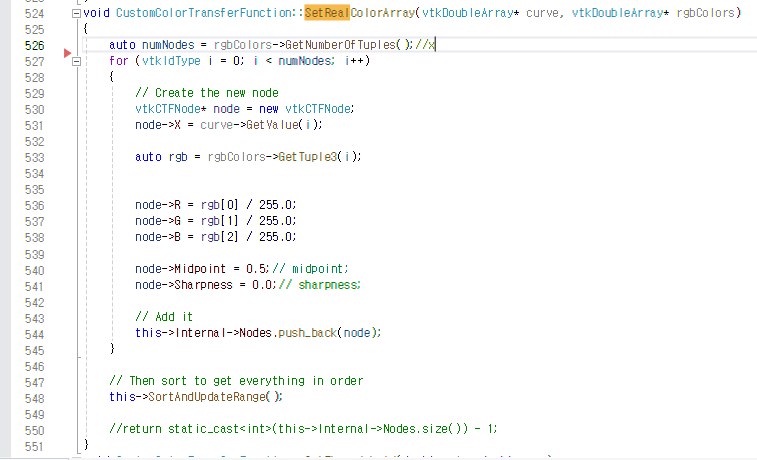 524 void CustomColorTransferFunction::SetRealColorArray(vtkDoubleArray* curve, vtkDoubleArray* rgbColors)
525 {
526 auto numNodes = rgbColors->GetNumberOfTuples();//x
527 for (vtkIdType i = 0; i < numNodes; i++)
528 {
529 // Create the new node
530 vtkCTFNode* node = new vtkCTFNode;
531 node->X = curve->GetValue(i);
532
533 auto rgb = rgbColors->GetTuple3(i);
534
535
536 node->R = rgb[0] / 255.0;
537 node->G = rgb[1] / 255.0;
538 node->B = rgb[2] / 255.0;
539
540 node->Midpoint = 0.5;// midpoint;
541 node->Sharpness = 0.0;// sharpness;
542
543 // Add it
544 this->Internal->Nodes.push_back(node);
545 }
546
547 // Then sort to get everything in order
548 this->SortAndUpdateRange();
549
550 //return static_cast<int>(this->Internal->Nodes.size()) - 1;
551 }